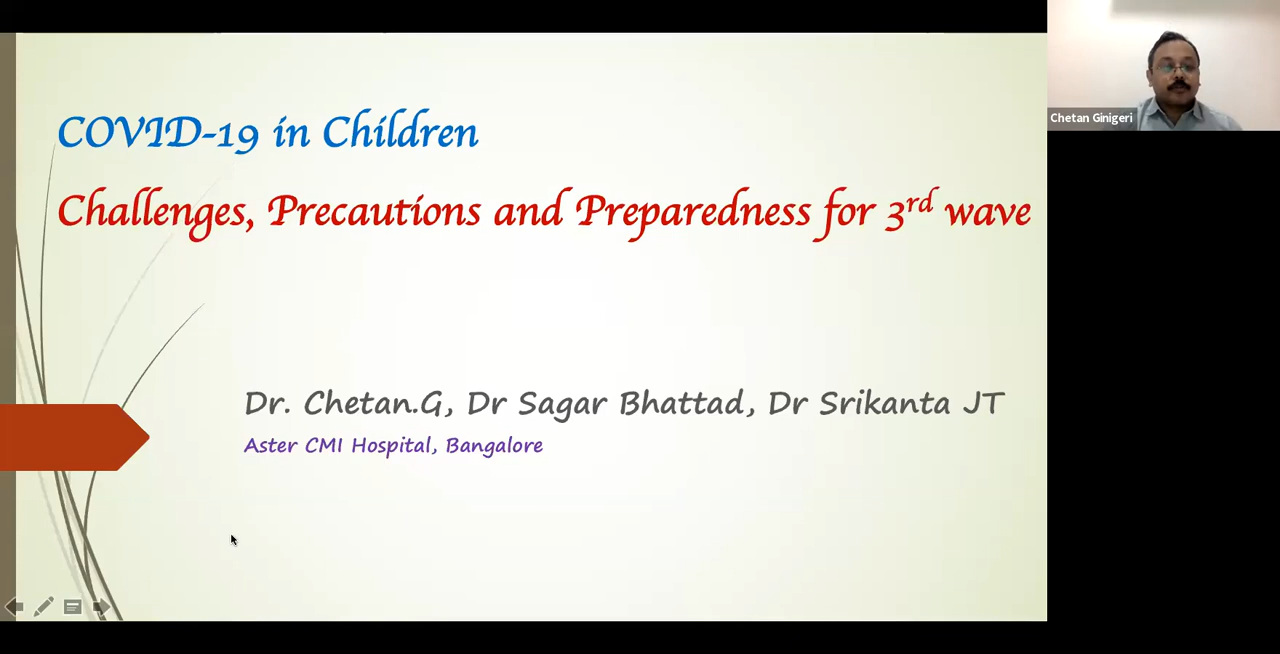 COVID-19 in Children
Challenges, Precautions and Preparedness for 3rd wave
Dr. Chetan.G, Dr Sagar Bhattad, Dr Srikanta JT
Aster CMI Hospital, Bangalore
Chetan Ginigeri